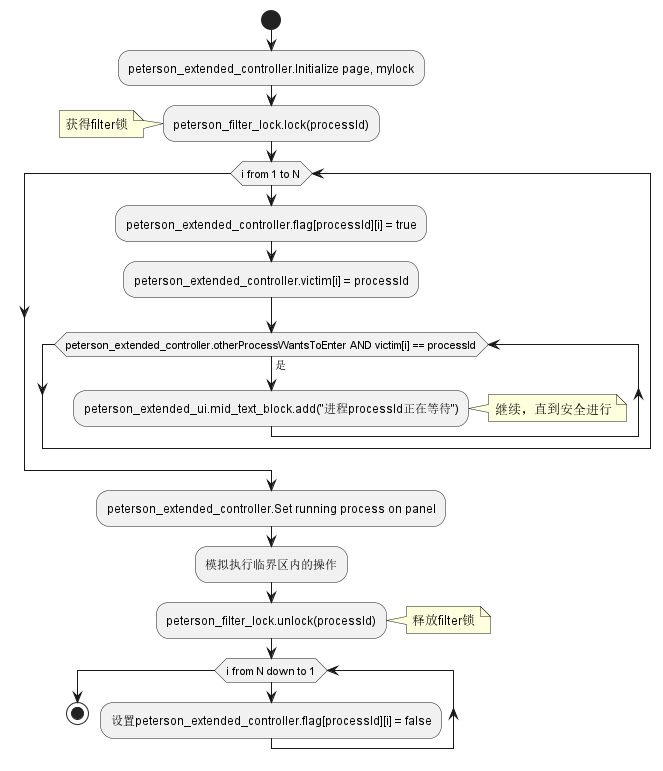 peterson_extended_controller.Initialize page, mylock
获得filter锁
peterson_filter_lock.lock(processId)
i from 1 to N
peterson_extended_controller.flag[processId][i] = true
peterson_extended_controller.victim[i] = processId
peterson_extended_controller.otherProcessWantsToEnter AND victim[i] == processId
是
peterson_extended_ui.mid_text_block.add("进程processId正在等待")
继续，直到安全进行
peterson_extended_controller.Set running process on panel
模拟执行临界区内的操作
peterson_filter_lock.unlock(processId)
释放filter锁
i from N down to 1
设置peterson_extended_controller.flag[processId][i] = false